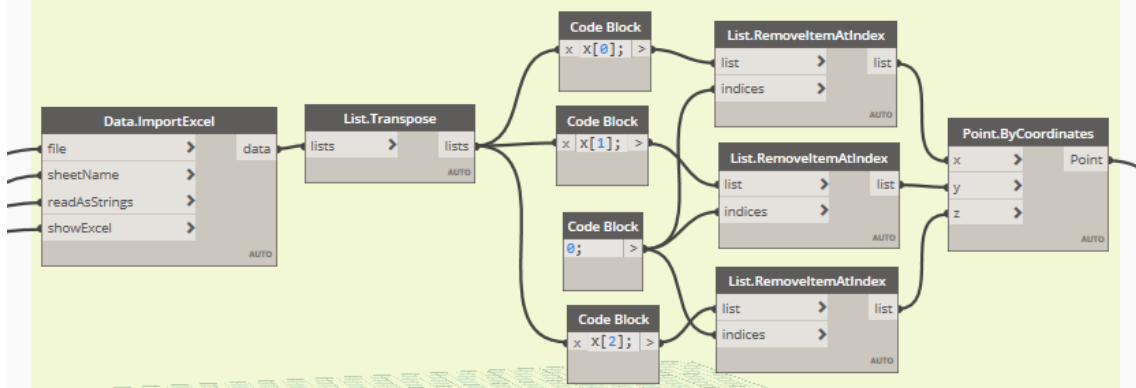 Data.ImportExcel
file > data
sheetName >
readAsStrings >
showExcel >
AUTO
List.Transpose
lists > lists
AUTO
Code Block
x x[0]; >
Code Block
x x[1]; >
Code Block
0; >
Code Block
x x[2]; >
List.RemoveItemAtIndex
list > list
indices >
AUTO
List.RemoveItemAtIndex
list > list
indices >
AUTO
List.RemoveItemAtIndex
list > list
indices >
AUTO
Point.ByCoordinates
x > Point
y >
z >
AUTO